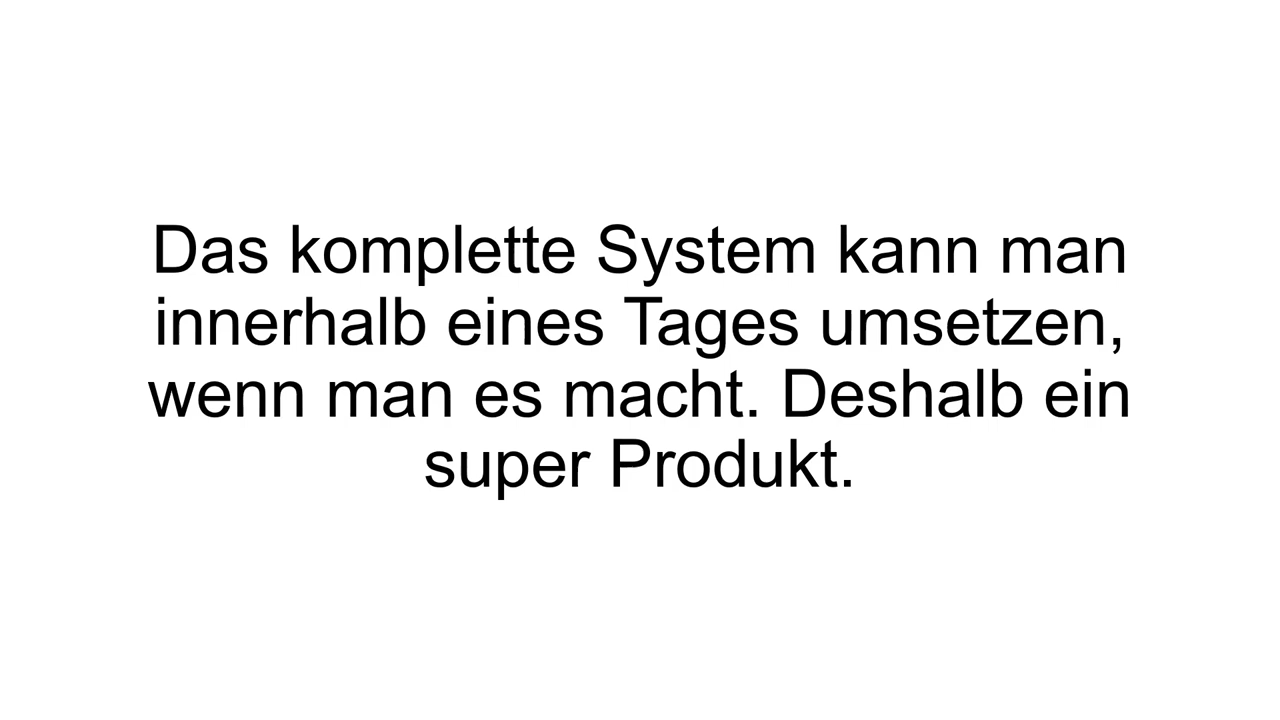 Das komplette System kann man
innerhalb eines Tages umsetzen,
wenn man es macht. Deshalb ein
super Produkt.